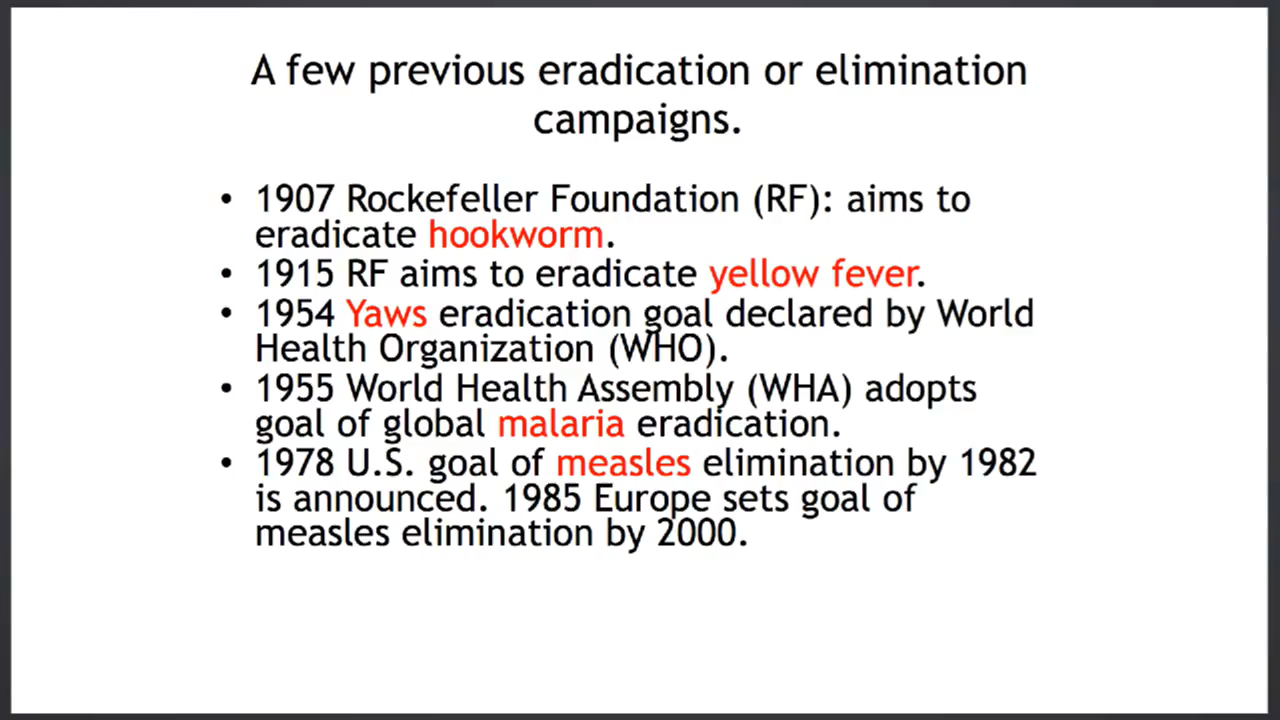 A few previous eradication or elimination
campaigns.
• 1907 Rockefeller Foundation (RF): aims to
eradicate hookworm.
• 1915 RF aims to eradicate yellow fever.
• 1954 Yaws eradication goal declared by World
Health Organization (WHO).
• 1955 World Health Assembly (WHA) adopts
goal of global malaria eradication.
• 1978 U.S. goal of measles elimination by 1982
is announced. 1985 Europe sets goal of
measles elimination by 2000.